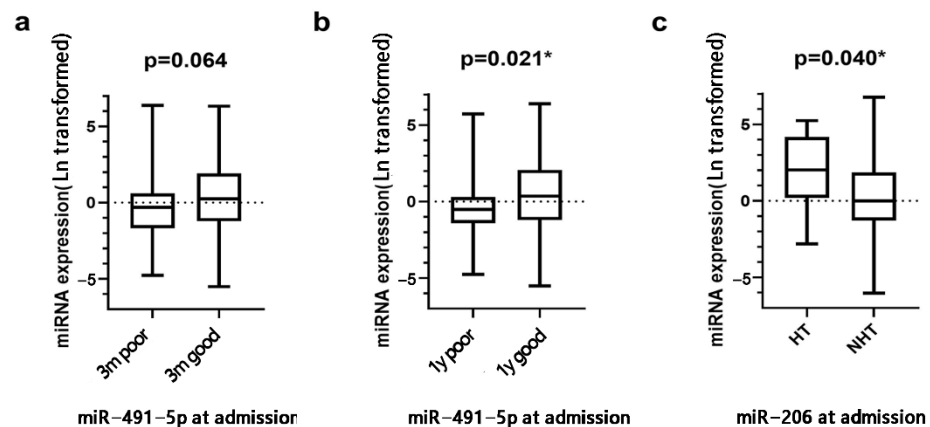 a
miRNA expression(Ln transformed)
p=0.064
5
0
−5
3m poor
3m good
miR−491−5p at admission
b
miRNA expression(Ln transformed)
p=0.021*
5
0
−5
1y poor
1y good
miR−491−5p at admission
c
miRNA expression(Ln transformed)
p=0.040*
5
0
−5
HT
NHT
miR−206 at admission